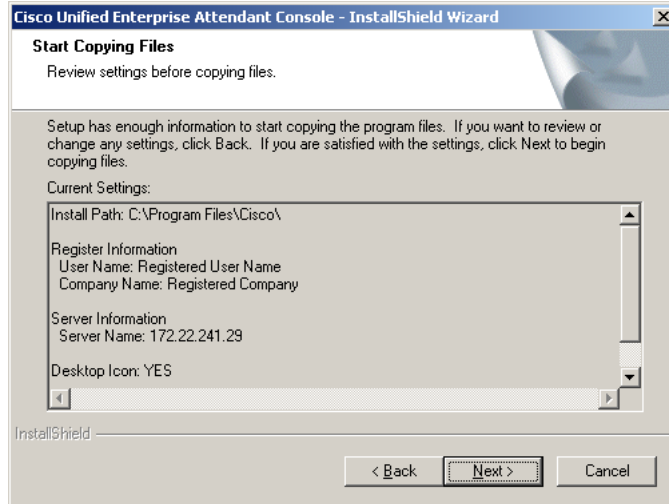 Cisco Unified Enterprise Attendant Console - InstallShield Wizard
Start Copying Files
Review settings before copying files.
Setup has enough information to start copying the program files. If you want to review or
change any settings, click Back. If you are satisfied with the settings, click Next to begin
copying files.
Current Settings:
Install Path: C:\Program Files\Cisco\
Register Information
User Name: Registered User Name
Company Name: Registered Company
Server Information
Server Name: 172.22.241.29
Desktop Icon: YES
InstallShield
< Back
Next >
Cancel